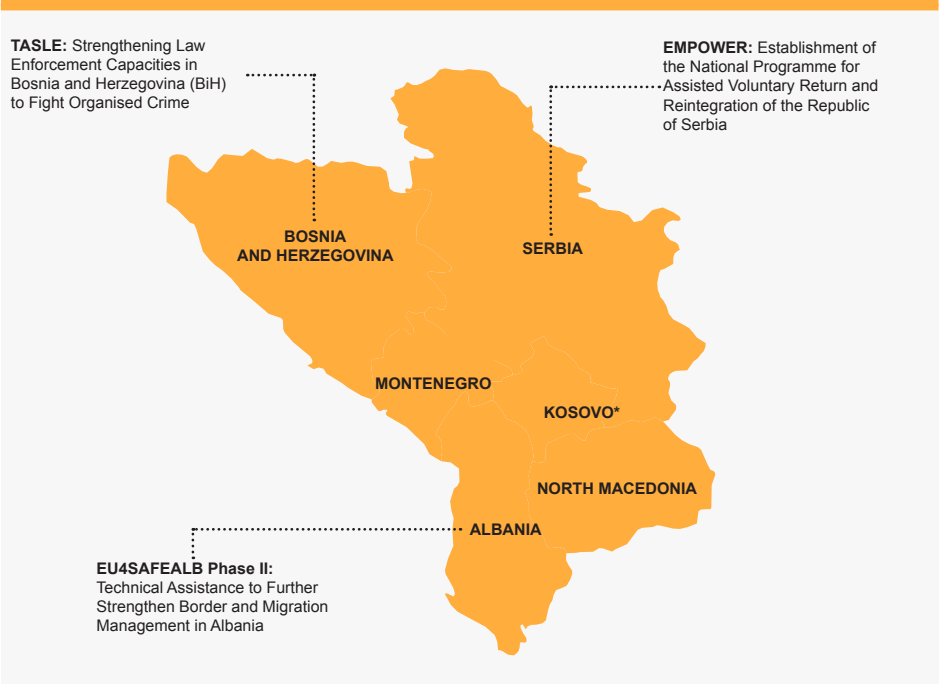 TASLE: Strengthening Law
Enforcement Capacities in
Bosnia and Herzegovina (BiH)
to Fight Organised Crime
EMPOWER: Establishment of
the National Programme for
Assisted Voluntary Return and
Reintegration of the Republic
of Serbia
BOSNIA
AND HERZEGOVINA
SERBIA
MONTENEGRO
KOSOVO*
NORTH MACEDONIA
ALBANIA
EU4SAFEALB Phase II:
Technical Assistance to Further
Strengthen Border and Migration
Management in Albania